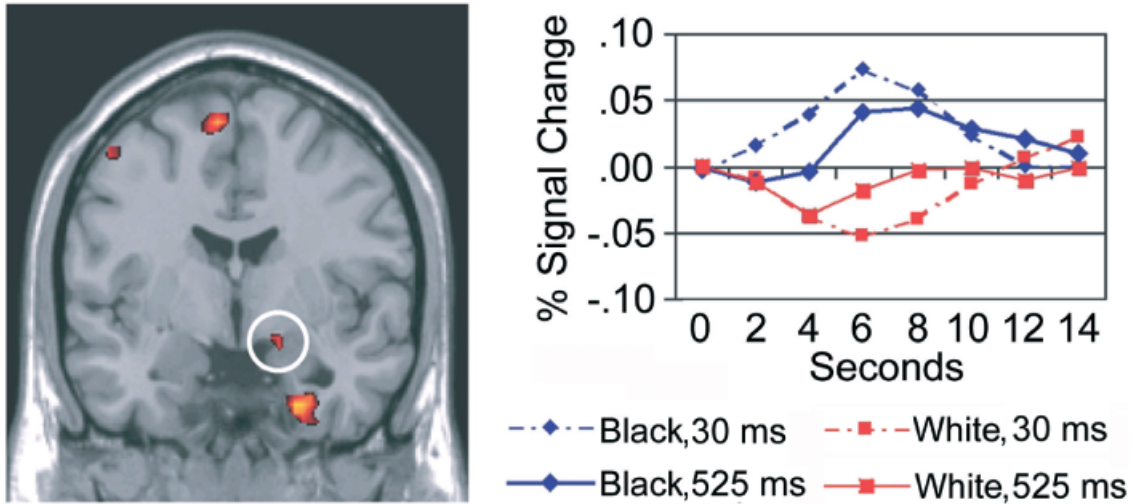 % Signal Change
.10
.05
.00
-.05
-.10
0 2 4 6 8 10 12 14
Seconds
Black,30 ms
White,30 ms
Black,525 ms
White,525 ms